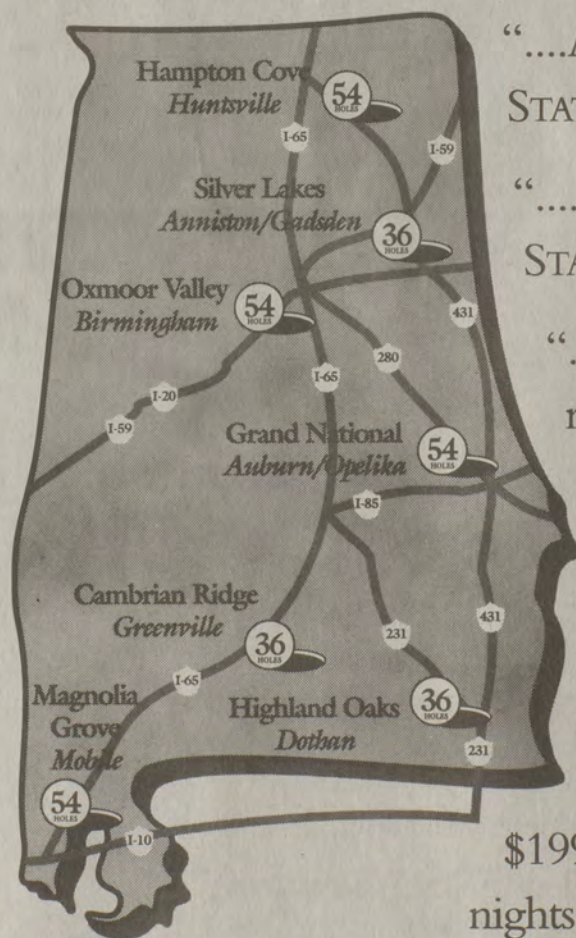 Hampton Cove
Huntsville
54
HOLES
I-65
I-59
Silver Lakes
Anniston/Gadsden
36
HOLES
Oxmoor Valley
Birmingham
54
HOLES
431
280
I-65
I-20
I-59
Grand National
Auburn/Opelika
54
HOLES
I-85
Cambrian Ridge
Greenville
36
HOLES
231
431
I-65
Highland Oaks
Dothan
36
HOLES
Magnolia
Grove
Mobile
54
HOLES
231
I-10
“....
“....
“..
$199
nights